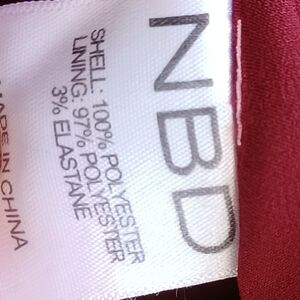 NBD
SHELL: 100% POLYESTER
LINING: 97% POLYESTER
3% ELASTANE
MADE IN CHINA